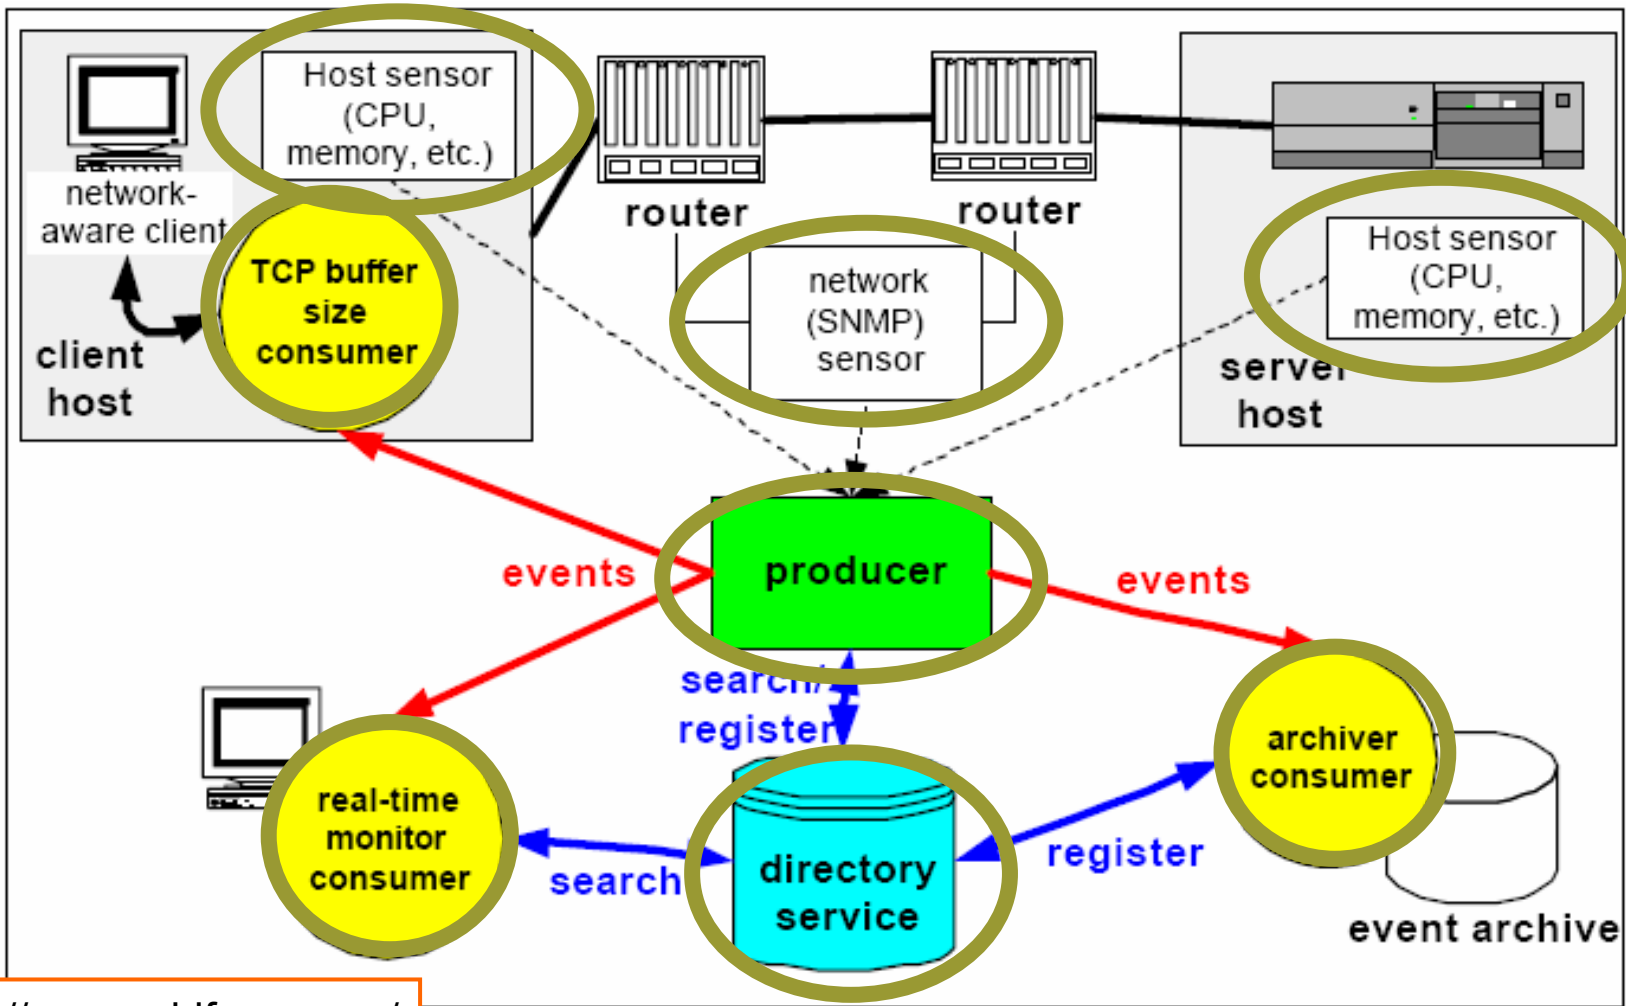 Host sensor
(CPU,
memory, etc.)
network-
aware client
TCP buffer
size
consumer
client
host
router
router
network
(SNMP)
sensor
Host sensor
(CPU,
memory, etc.)
server
host
events
producer
events
search/
register
real-time
monitor
consumer
search
directory
service
register
archiver
consumer
event archive